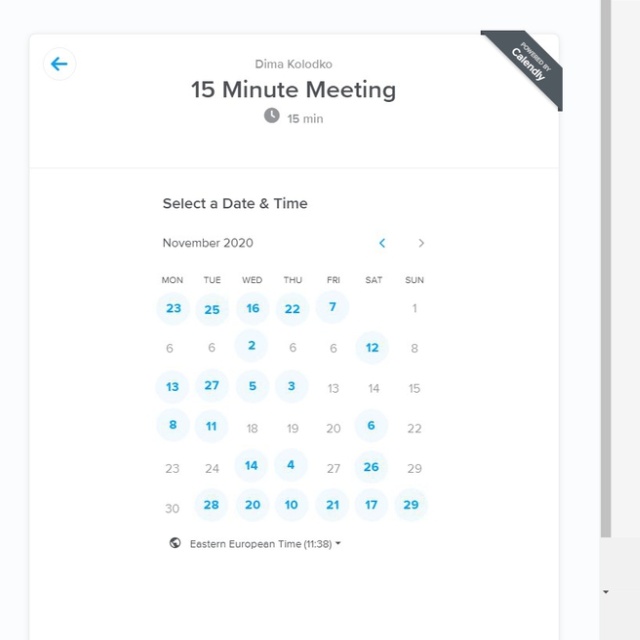 POWERED BY
Calendly
Dima Kolodko
15 Minute Meeting
15 min
Select a Date & Time
November 2020
MON TUE WED THU FRI SAT SUN
23 25 16 22 7 1
6 6 2 6 6 12 8
13 27 5 3 13 14 15
8 11 18 19 20 6 22
23 24 14 4 27 26 29
30 28 20 10 21 17 29
Eastern European Time (11:38)